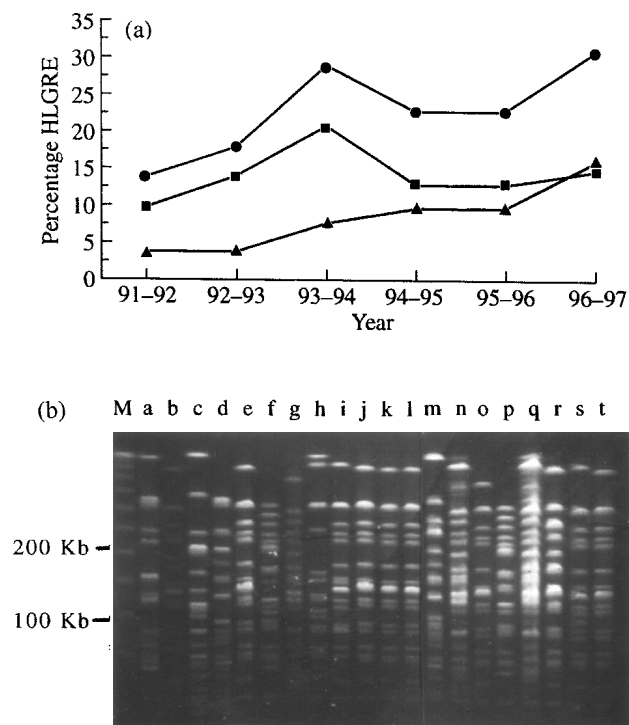 (a)
35
30
25
20
15
10
5
0
Percentage HLGRE
91–92 92–93 93–94 94–95 95–96 96–97
Year
(b) M a b c d e f g h i j k l m n o p q r s t
200 Kb
100 Kb